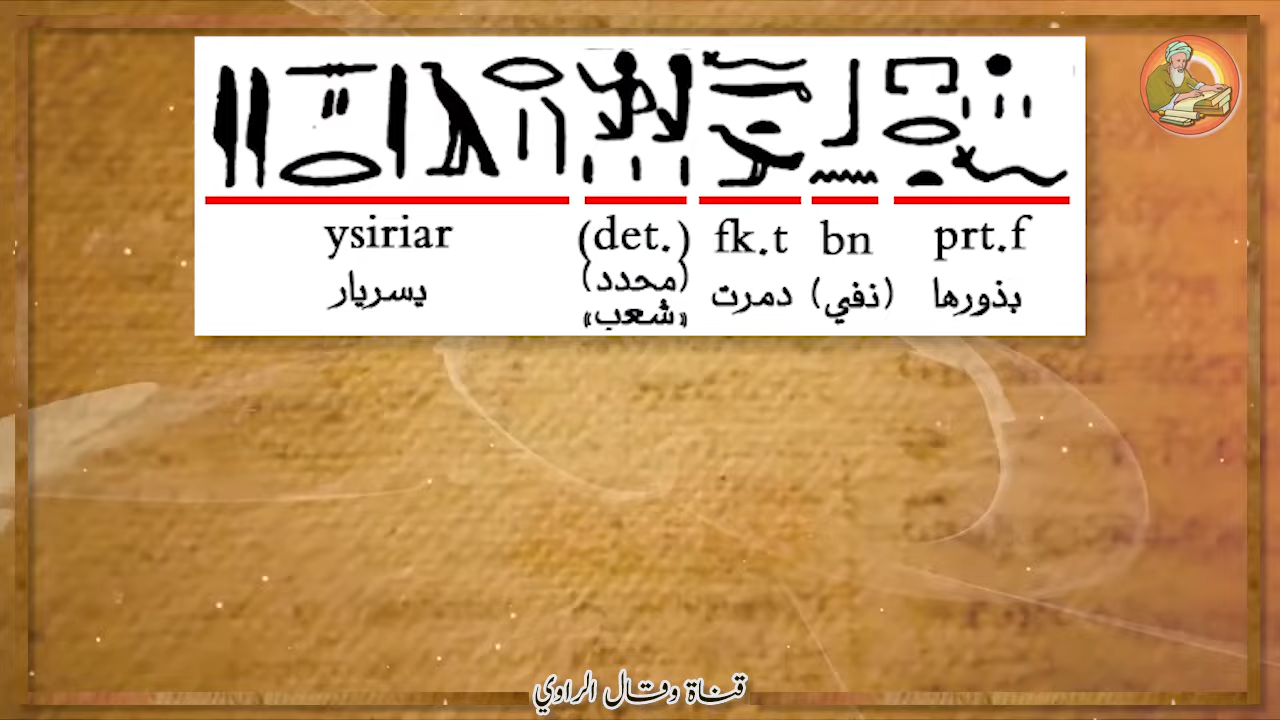 ysiriar (det.) fk.t bn prt.f
يسريار (محدد) دمرت (نفي) بذورها
«شعب»
قناة وقال الراوي